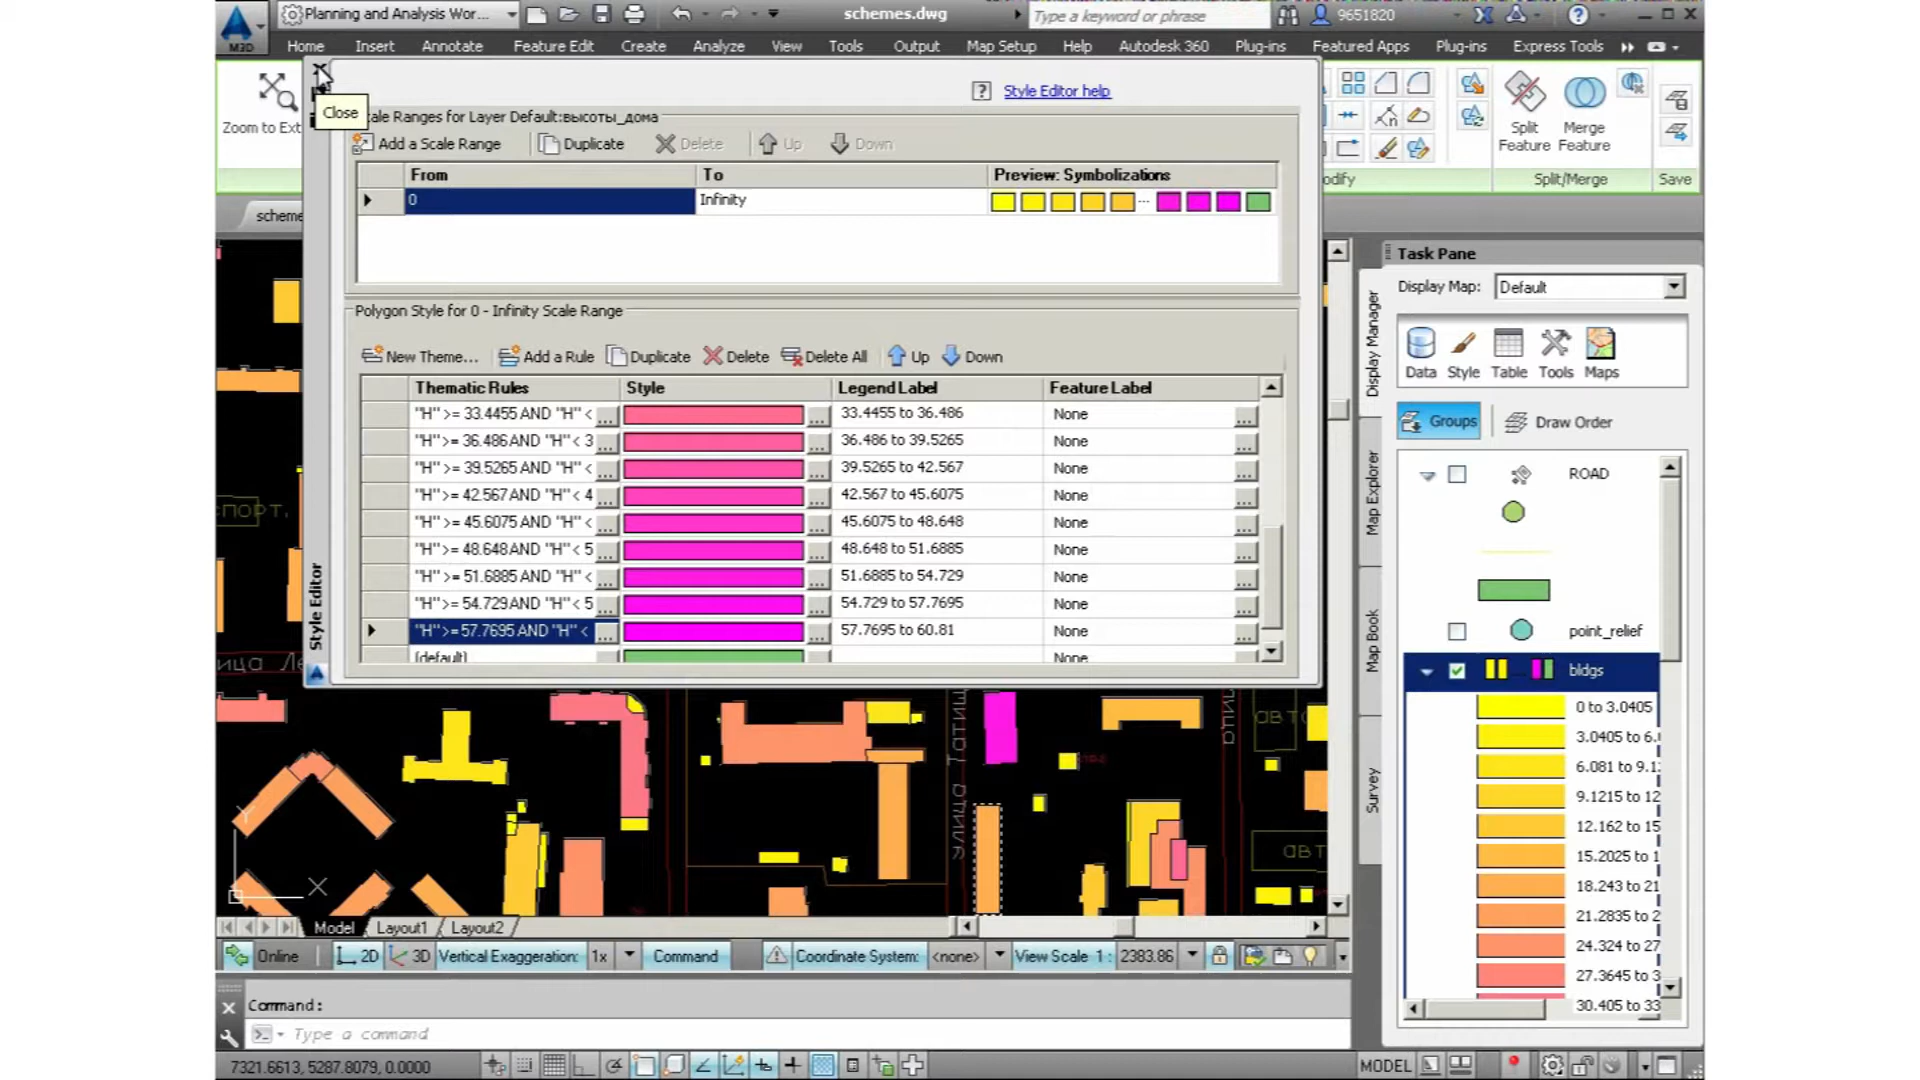 Planning and Analysis Wor...
schemes.dwg
Type a keyword or phrase
9651820
M3D
Home Insert Annotate Feature Edit Create Analyze View Tools Output Map Setup Help Autodesk 360 Plug-ins Featured Apps Plug-ins Express Tools
Close
Zoom to Ext
Style Editor help
Split Feature
Merge Feature
odify
Split/Merge
Save
scheme
cale Ranges for Layer Default:высоты_дома
Add a Scale Range Duplicate Delete Up Down
From To Preview: Symbolizations
0 Infinity
Polygon Style for 0 - Infinity Scale Range
New Theme... Add a Rule Duplicate Delete Delete All Up Down
Thematic Rules Style Legend Label Feature Label
"H" >= 33.4455 AND "H" < ... ... 33.4455 to 36.486 None ...
"H" >= 36.486 AND "H" < 3 ... ... 36.486 to 39.5265 None ...
"H" >= 39.5265 AND "H" < ... ... 39.5265 to 42.567 None ...
"H" >= 42.567 AND "H" < 4 ... ... 42.567 to 45.6075 None ...
"H" >= 45.6075 AND "H" < ... ... 45.6075 to 48.648 None ...
"H" >= 48.648 AND "H" < 5 ... ... 48.648 to 51.6885 None ...
"H" >= 51.6885 AND "H" < ... ... 51.6885 to 54.729 None ...
"H" >= 54.729 AND "H" < 5 ... ... 54.729 to 57.7695 None ...
"H" >= 57.7695 AND "H" < ... ... 57.7695 to 60.81 None ...
(default) None
Style Editor
спорт.
ица Ле
улица Татищ
лица
авто
авт
Y
X
Task Pane
Display Map: Default
Data Style Table Tools Maps
Groups Draw Order
Display Manager
Map Explorer
Map Book
Survey
ROAD
point_relief
bldgs
0 to 3.0405
3.0405 to 6.
6.081 to 9.1
9.1215 to 12
12.162 to 15
15.2025 to 1
18.243 to 21
21.2835 to 2
24.324 to 27
27.3645 to 3
30.405 to 33
Model Layout1 Layout2
Online 2D 3D Vertical Exaggeration: 1x Command Coordinate System: <none> View Scale 1 : 2383.86
Command:
Type a command
7321.6613, 5287.8079, 0.0000
MODEL